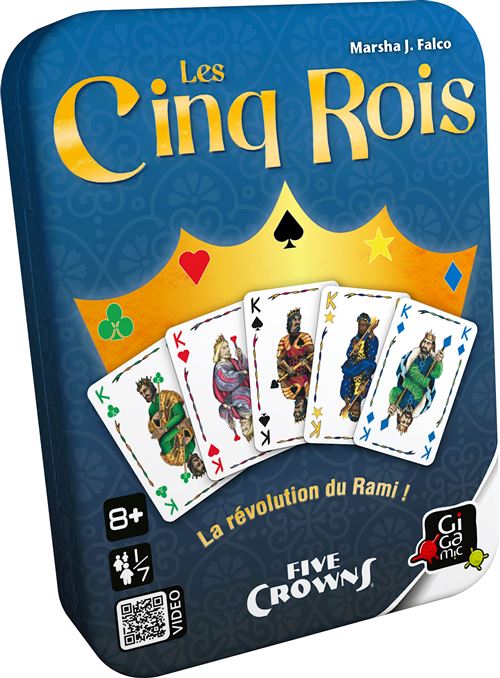 Marsha J. Falco
Les
Cinq Rois
K K K K K
K K K K K
La révolution du Rami !
8+
1/7
VIDEO
FIVE
CROWNS
GiGamic